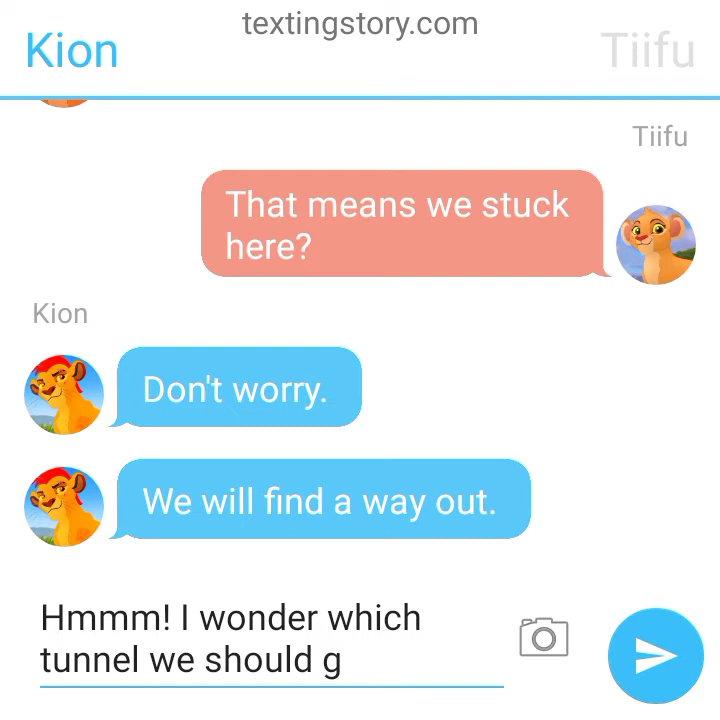 textingstory.com
Kion
Tiifu
Tiifu
That means we stuck
here?
Kion
Don't worry.
We will find a way out.
Hmmm! I wonder which
tunnel we should g